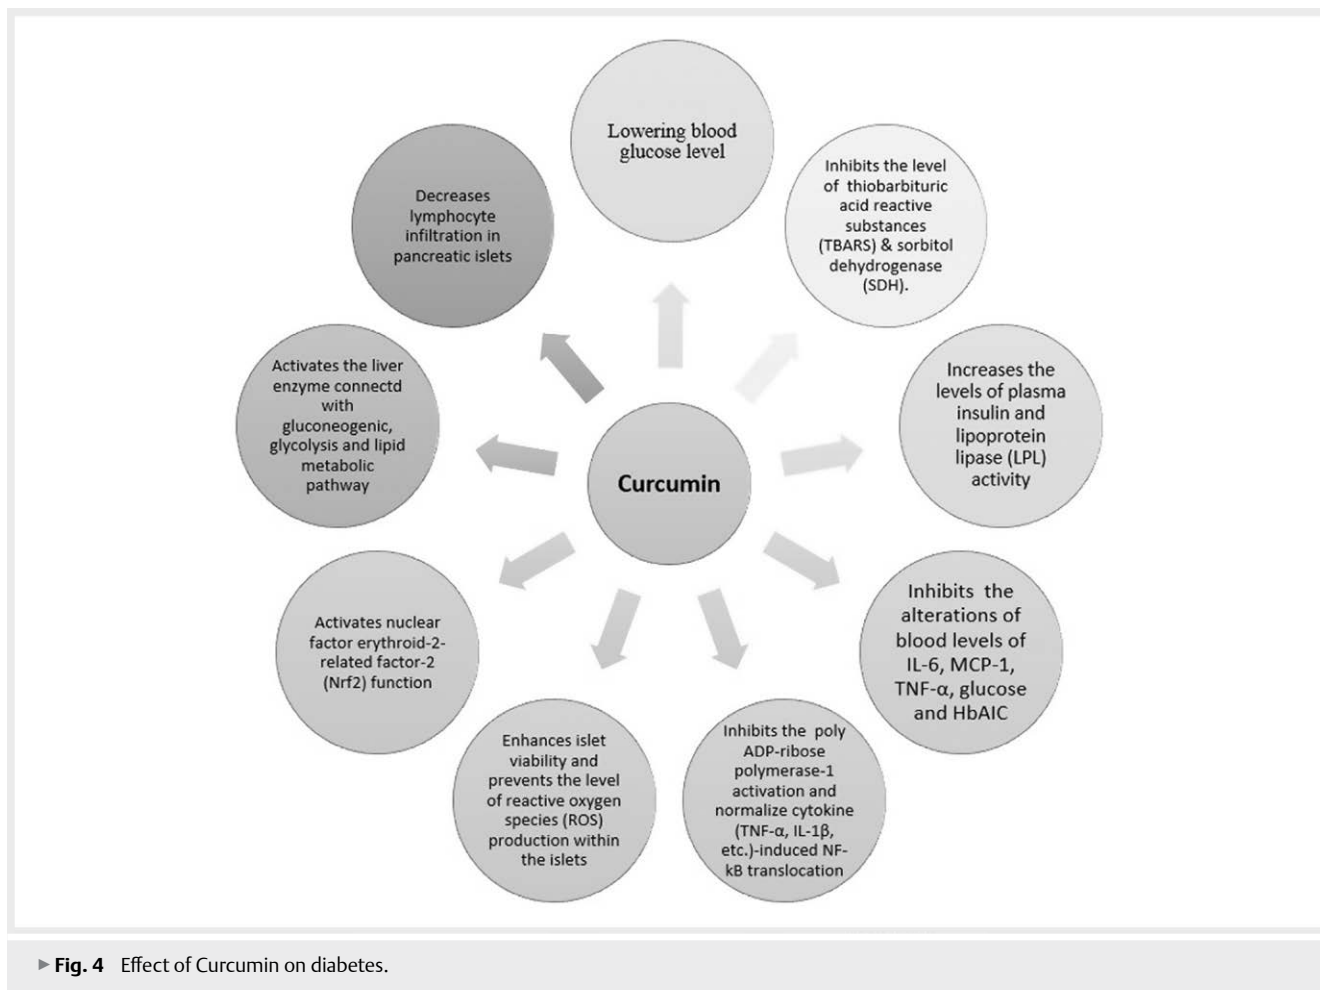 Lowering blood
glucose level
Inhibits the level
of thiobarbituric
acid reactive
substances
(TBARS) & sorbitol
dehydrogenase
(SDH).
Increases the
levels of plasma
insulin and
lipoprotein
lipase (LPL)
activity
Inhibits the
alterations of
blood levels of
IL-6, MCP-1,
TNF-α, glucose
and HbAIC
Inhibits the poly
ADP-ribose
polymerase-1
activation and
normalize cytokine
(TNF-α, IL-1β,
etc.)-induced NF-
kB translocation
Enhances islet
viability and
prevents the level
of reactive oxygen
species (ROS)
production within
the islets
Activates nuclear
factor erythroid-2-
related factor-2
(Nrf2) function
Activates the liver
enzyme connectd
with
gluconeogenic,
glycolysis and lipid
metabolic
pathway
Decreases
lymphocyte
infiltration in
pancreatic islets
Curcumin
▶ Fig. 4 Effect of Curcumin on diabetes.